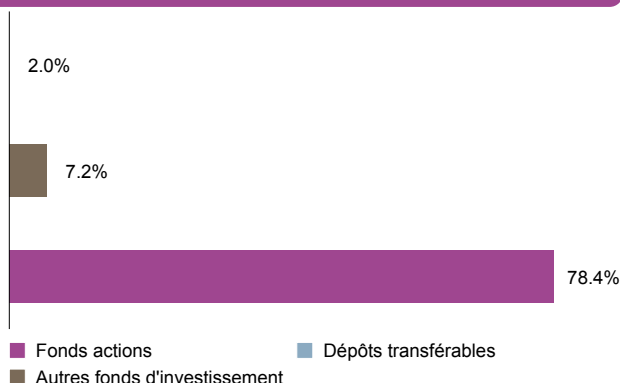 2.0%
7.2%
78.4%
Fonds actions
Dépôts transférables
Autres fonds d'investissement